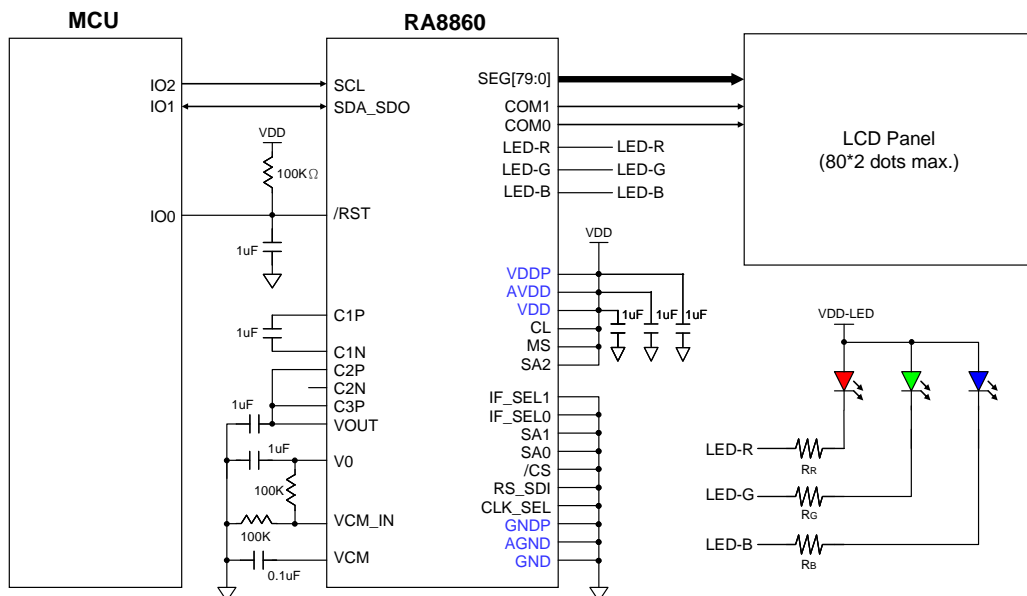 MCU
RA8860
IO2
SCL
IO1
SDA_SDO
VDD
100KΩ
IO0
/RST
1uF
C1P
1uF
C1N
C2P
C2N
C3P
1uF
VOUT
1uF
V0
100K
VCM_IN
100K
VCM
0.1uF
SEG[79:0]
COM1
COM0
LED-R
LED-R
LED-G
LED-G
LED-B
LED-B
VDD
VDDP
AVDD
VDD
1uF
1uF
1uF
CL
MS
SA2
IF_SEL1
IF_SEL0
SA1
SA0
/CS
RS_SDI
CLK_SEL
GNDP
AGND
GND
LCD Panel
(80*2 dots max.)
VDD-LED
LED-R
RR
LED-G
RG
LED-B
RB